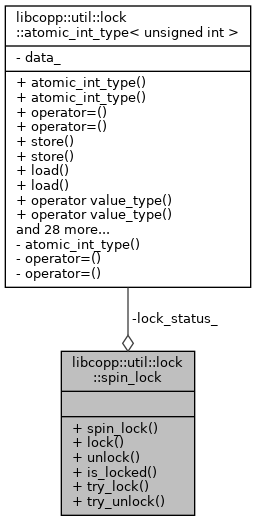 libcopp::util::lock
::atomic_int_type< unsigned int >
- data_
+ atomic_int_type()
+ atomic_int_type()
+ operator=()
+ operator=()
+ store()
+ store()
+ load()
+ load()
+ operator value_type()
+ operator value_type()
and 28 more...
- atomic_int_type()
- operator=()
- operator=()
-lock_status_
libcopp::util::lock
::spin_lock
+ spin_lock()
+ lock()
+ unlock()
+ is_locked()
+ try_lock()
+ try_unlock()